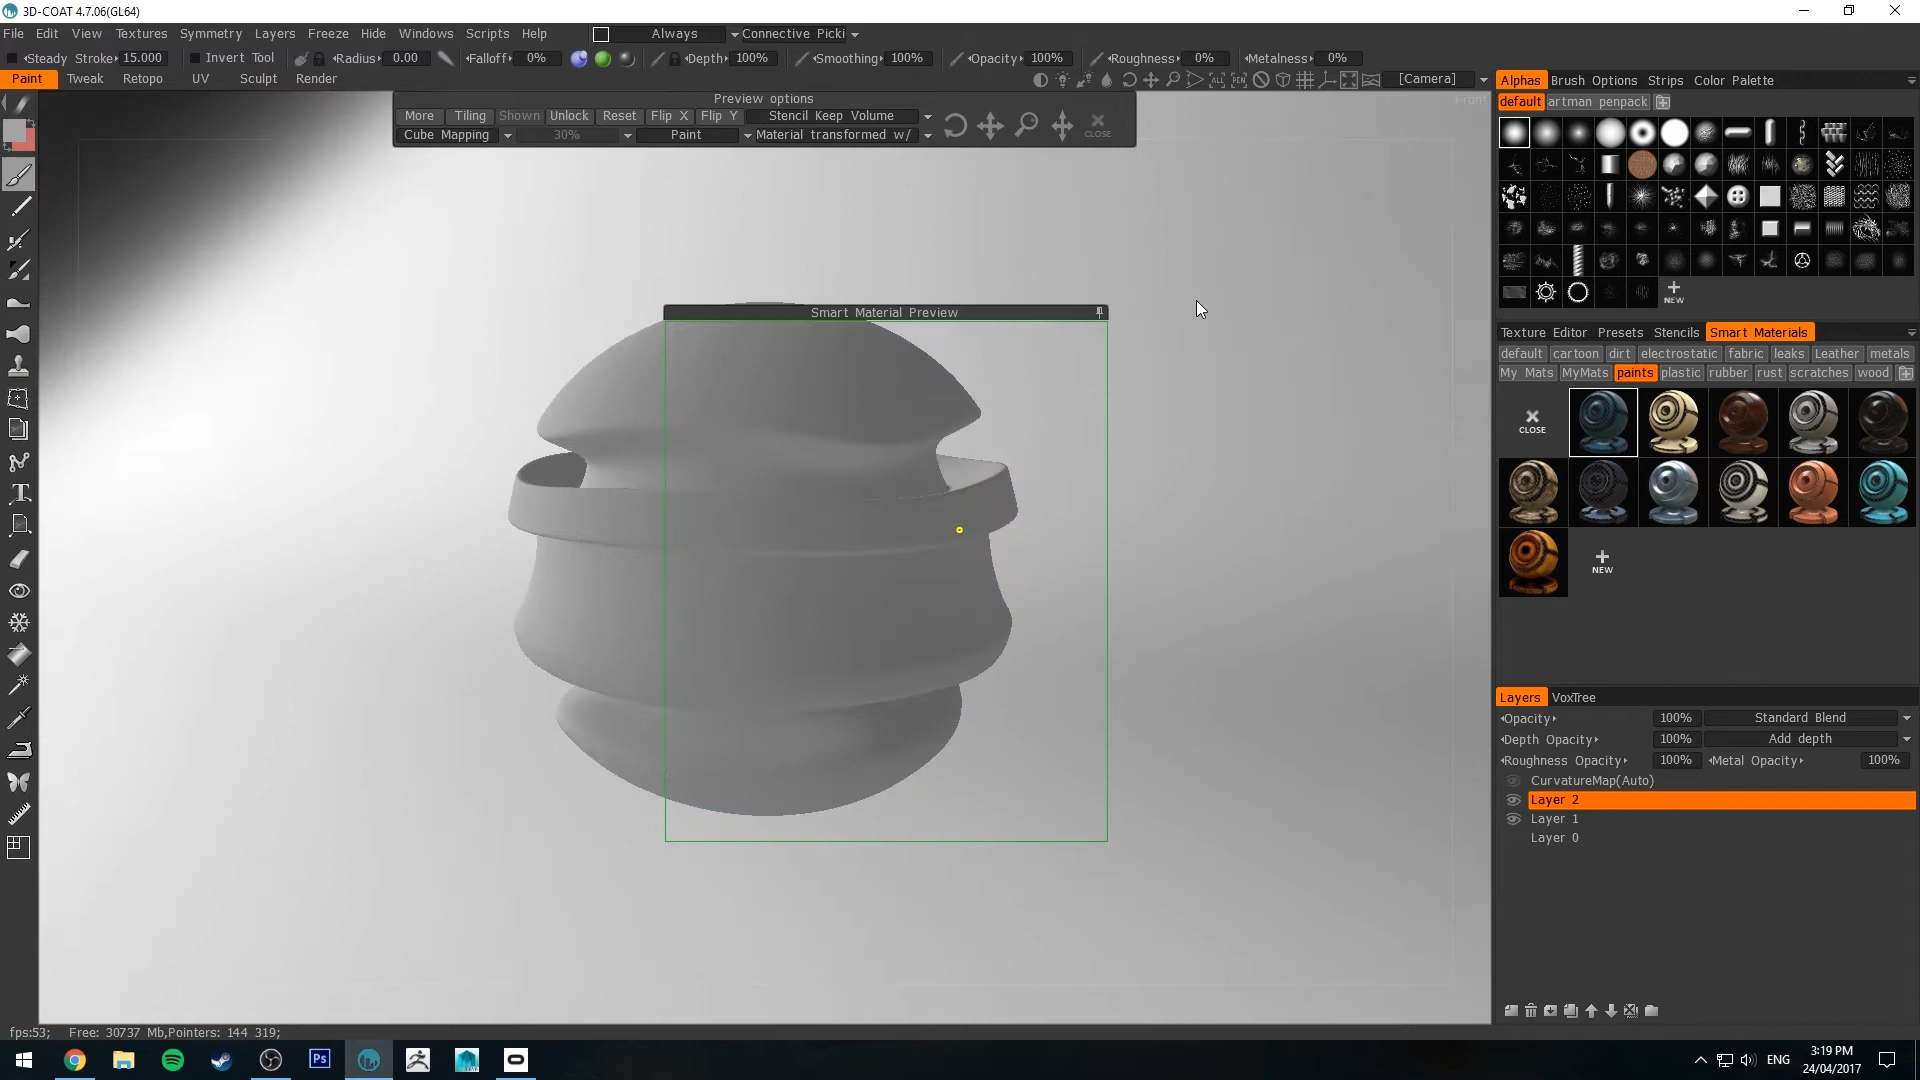 3D-COAT 4.7.06(GL64)
File Edit View Textures Symmetry Layers Freeze Hide Windows Scripts Help Always Connective Picki
Steady Stroke 15.000 Invert Tool Radius 0.00 Falloff 0% Depth 100% Smoothing 100% Opacity 100% Roughness 0% Metalness 0%
Paint Tweak Retopo UV Sculpt Render [Camera]
Alphas Brush Options Strips Color Palette
default artman penpack
Front
Preview options
More Tiling Shown Unlock Reset Flip X Flip Y Stencil Keep Volume
Cube Mapping 30% Paint Material transformed w/ CLOSE
NEW
Smart Material Preview
Texture Editor Presets Stencils Smart Materials
default cartoon dirt electrostatic fabric leaks Leather metals
My Mats MyMats paints plastic rubber rust scratches wood
CLOSE
NEW
Layers VoxTree
Opacity 100% Standard Blend
Depth Opacity 100% Add depth
Roughness Opacity 100% Metal Opacity 100%
CurvatureMap(Auto)
Layer 2
Layer 1
Layer 0
fps:53; Free: 30737 Mb,Pointers: 144 319;
Ps
ENG
3:19 PM
24/04/2017